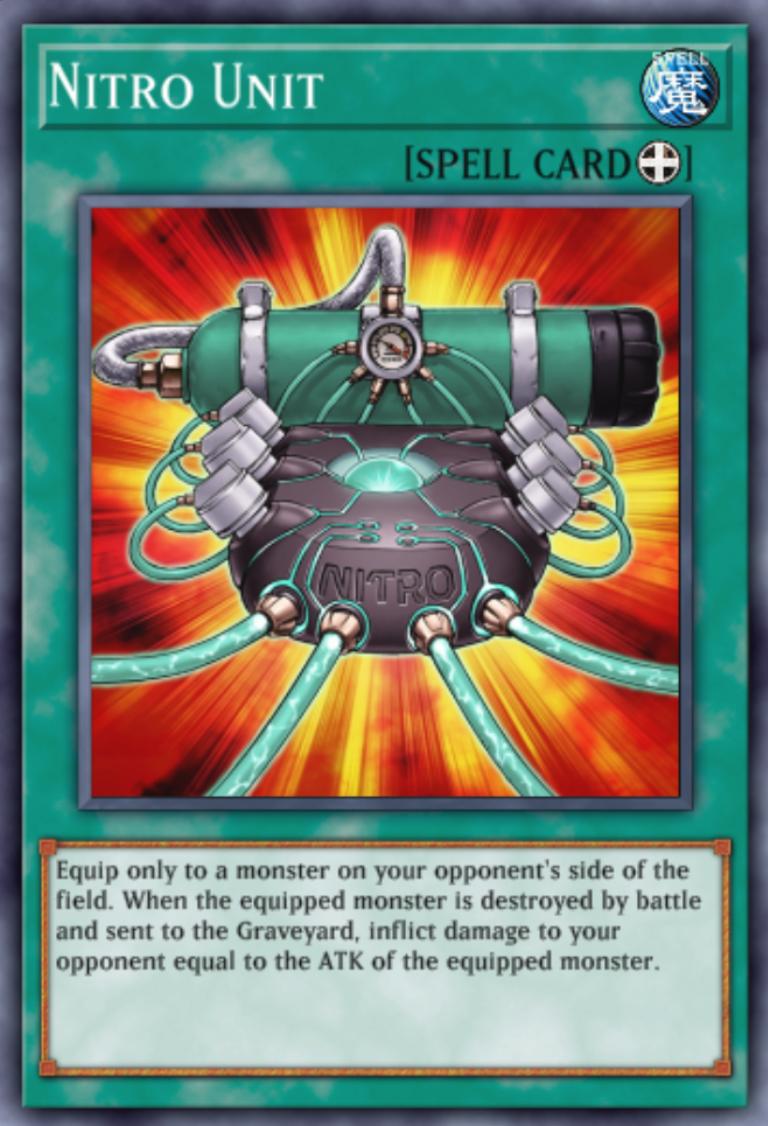 NITRO UNIT
SPELL
魔
[SPELL CARD]
NITRO
Equip only to a monster on your opponent's side of the
field. When the equipped monster is destroyed by battle
and sent to the Graveyard, inflict damage to your
opponent equal to the ATK of the equipped monster.